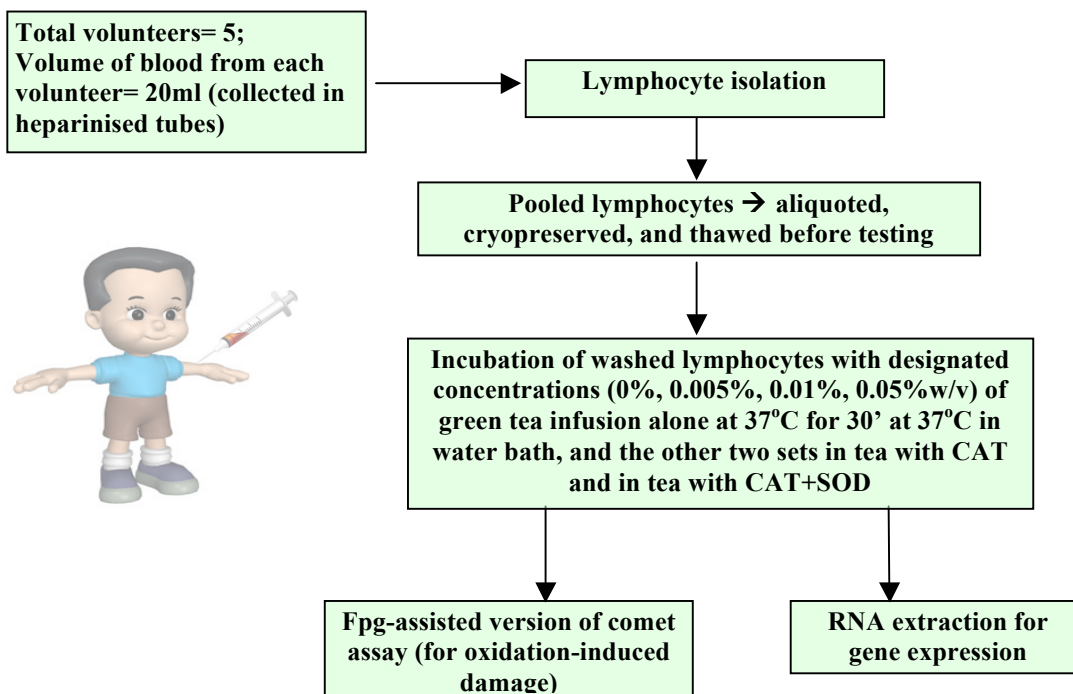 Total volunteers= 5;
Volume of blood from each
volunteer= 20ml (collected in
heparinised tubes)
Lymphocyte isolation
Pooled lymphocytes → aliquoted,
cryopreserved, and thawed before testing
Incubation of washed lymphocytes with designated
concentrations (0%, 0.005%, 0.01%, 0.05%w/v) of
green tea infusion alone at 37°C for 30’ at 37°C in
water bath, and the other two sets in tea with CAT
and in tea with CAT+SOD
Fpg-assisted version of comet
assay (for oxidation-induced
damage)
RNA extraction for
gene expression